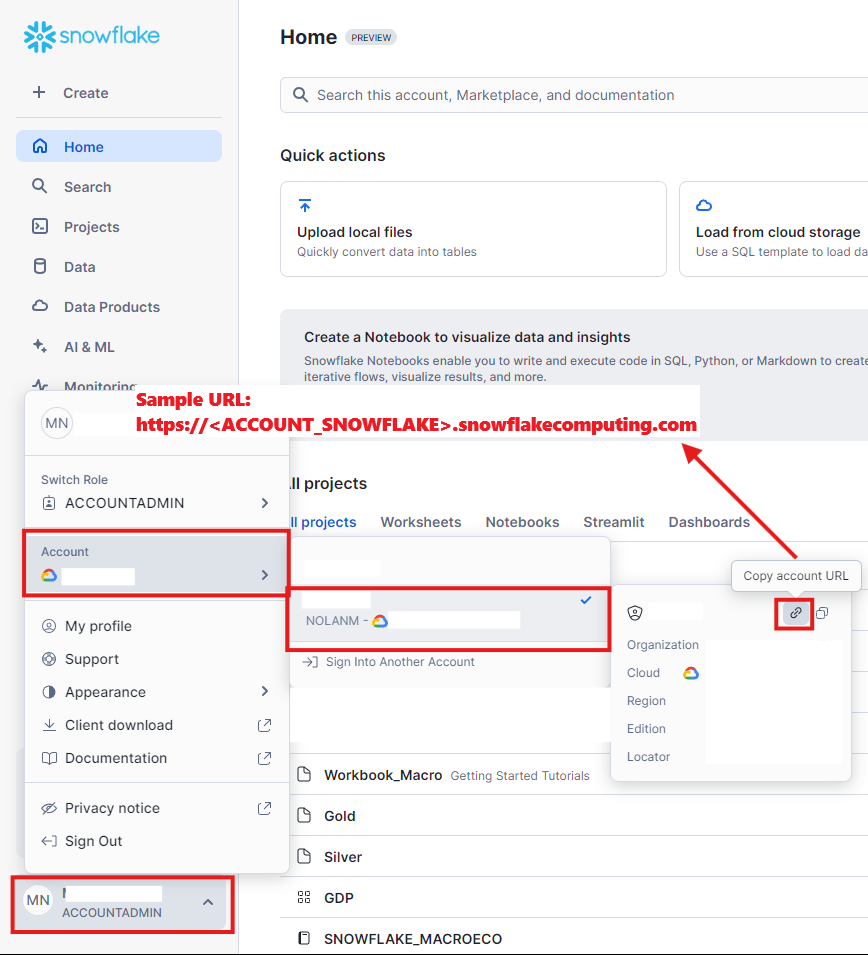 snowflake
Home PREVIEW
Create
Search this account, Marketplace, and documentation
Home
Quick actions
Search
Projects
Upload local files
Quickly convert data into tables
Load from cloud storage
Use a SQL template to load da
Data
Data Products
AI & ML
Create a Notebook to visualize data and insights
Snowflake Notebooks enable you to write and execute code in SQL, Python, or Markdown to create
iterative flows, visualize results, and more.
Monitoring
Sample URL:
https://<ACCOUNT_SNOWFLAKE>.snowflakecomputing.com
MN
Switch Role
ACCOUNTADMIN
ll projects
ll projects Worksheets Notebooks Streamlit Dashboards
Account
Copy account URL
NOLANM -
Sign Into Another Account
Organization
Cloud
Region
Edition
Locator
My profile
Support
Appearance
Client download
Documentation
Privacy notice
Sign Out
Workbook_Macro Getting Started Tutorials
Gold
Silver
GDP
SNOWFLAKE_MACROECO
MN
ACCOUNTADMIN